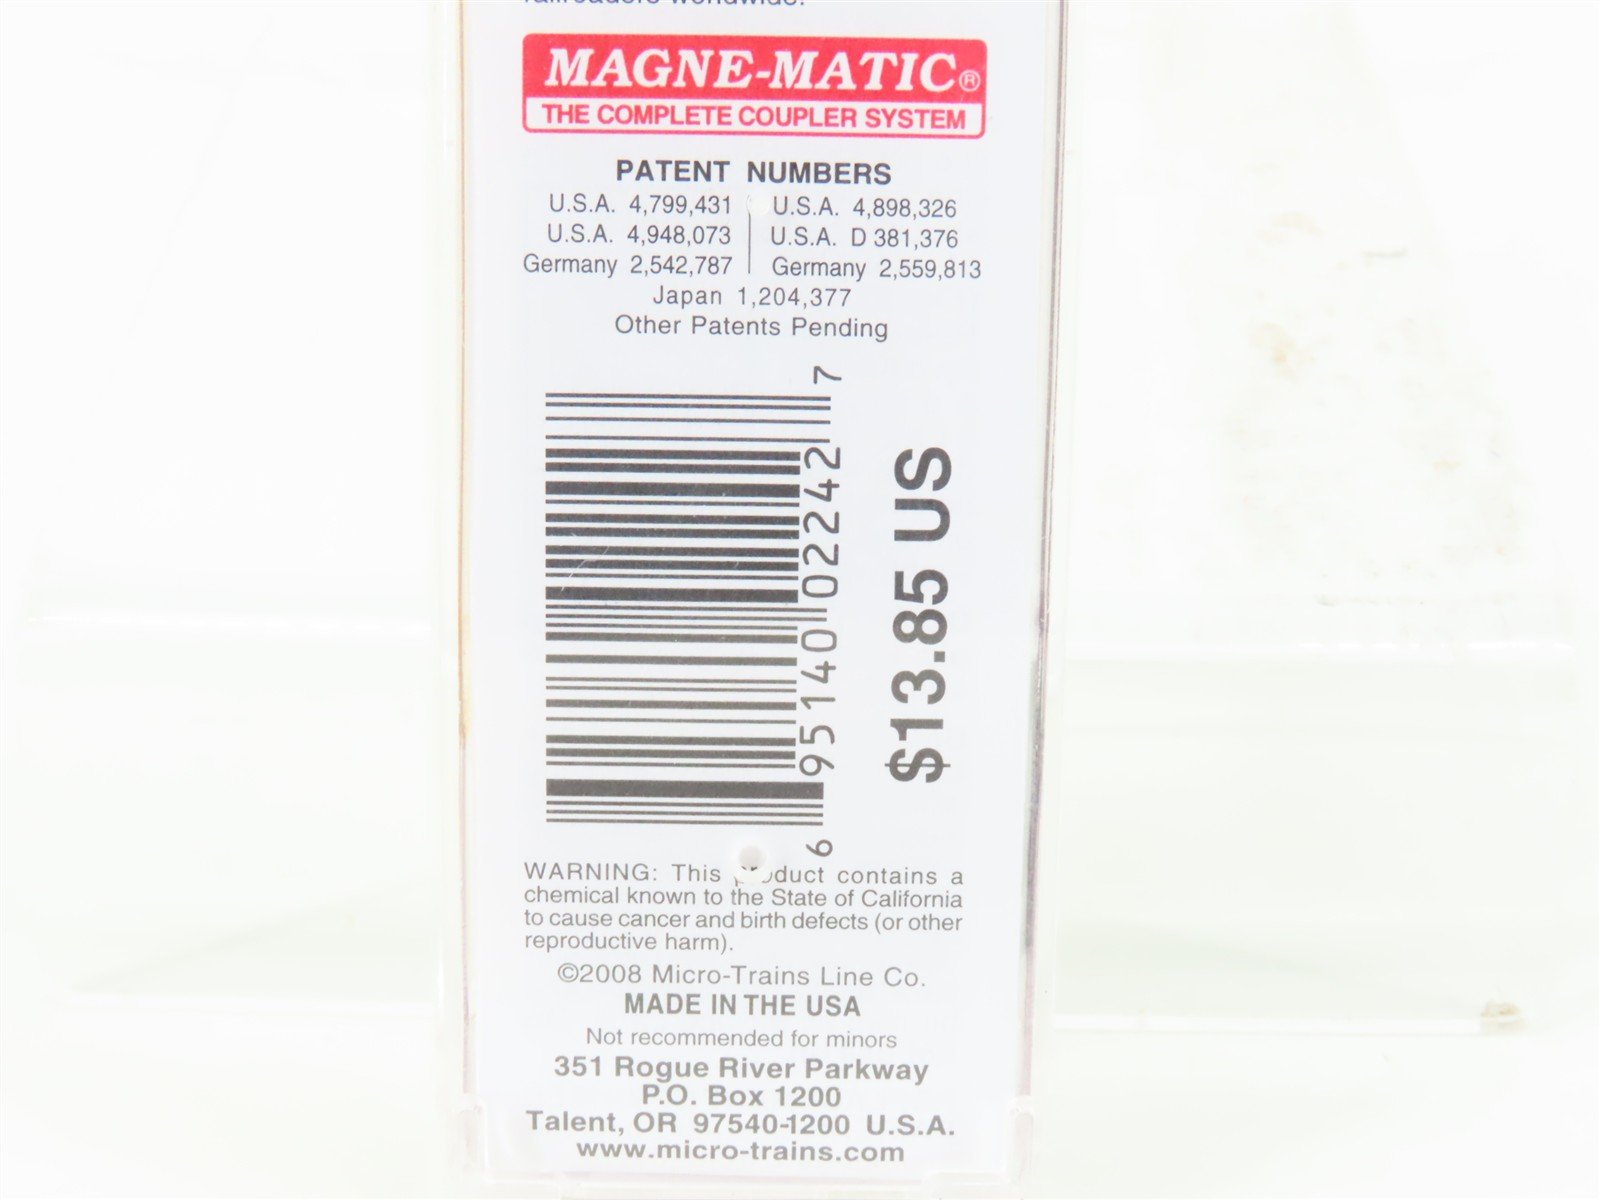 railroaders worldwide.
MAGNE-MATIC®
THE COMPLETE COUPLER SYSTEM
PATENT NUMBERS
U.S.A. 4,799,431 U.S.A. 4,898,326
U.S.A. 4,948,073 U.S.A. D 381,376
Germany 2,542,787 Germany 2,559,813
Japan 1,204,377
Other Patents Pending
6 95140 02242 7
$13.85 US
WARNING: This product contains a
chemical known to the State of California
to cause cancer and birth defects (or other
reproductive harm).
©2008 Micro-Trains Line Co.
MADE IN THE USA
Not recommended for minors
351 Rogue River Parkway
P.O. Box 1200
Talent, OR 97540-1200 U.S.A.
www.micro-trains.com